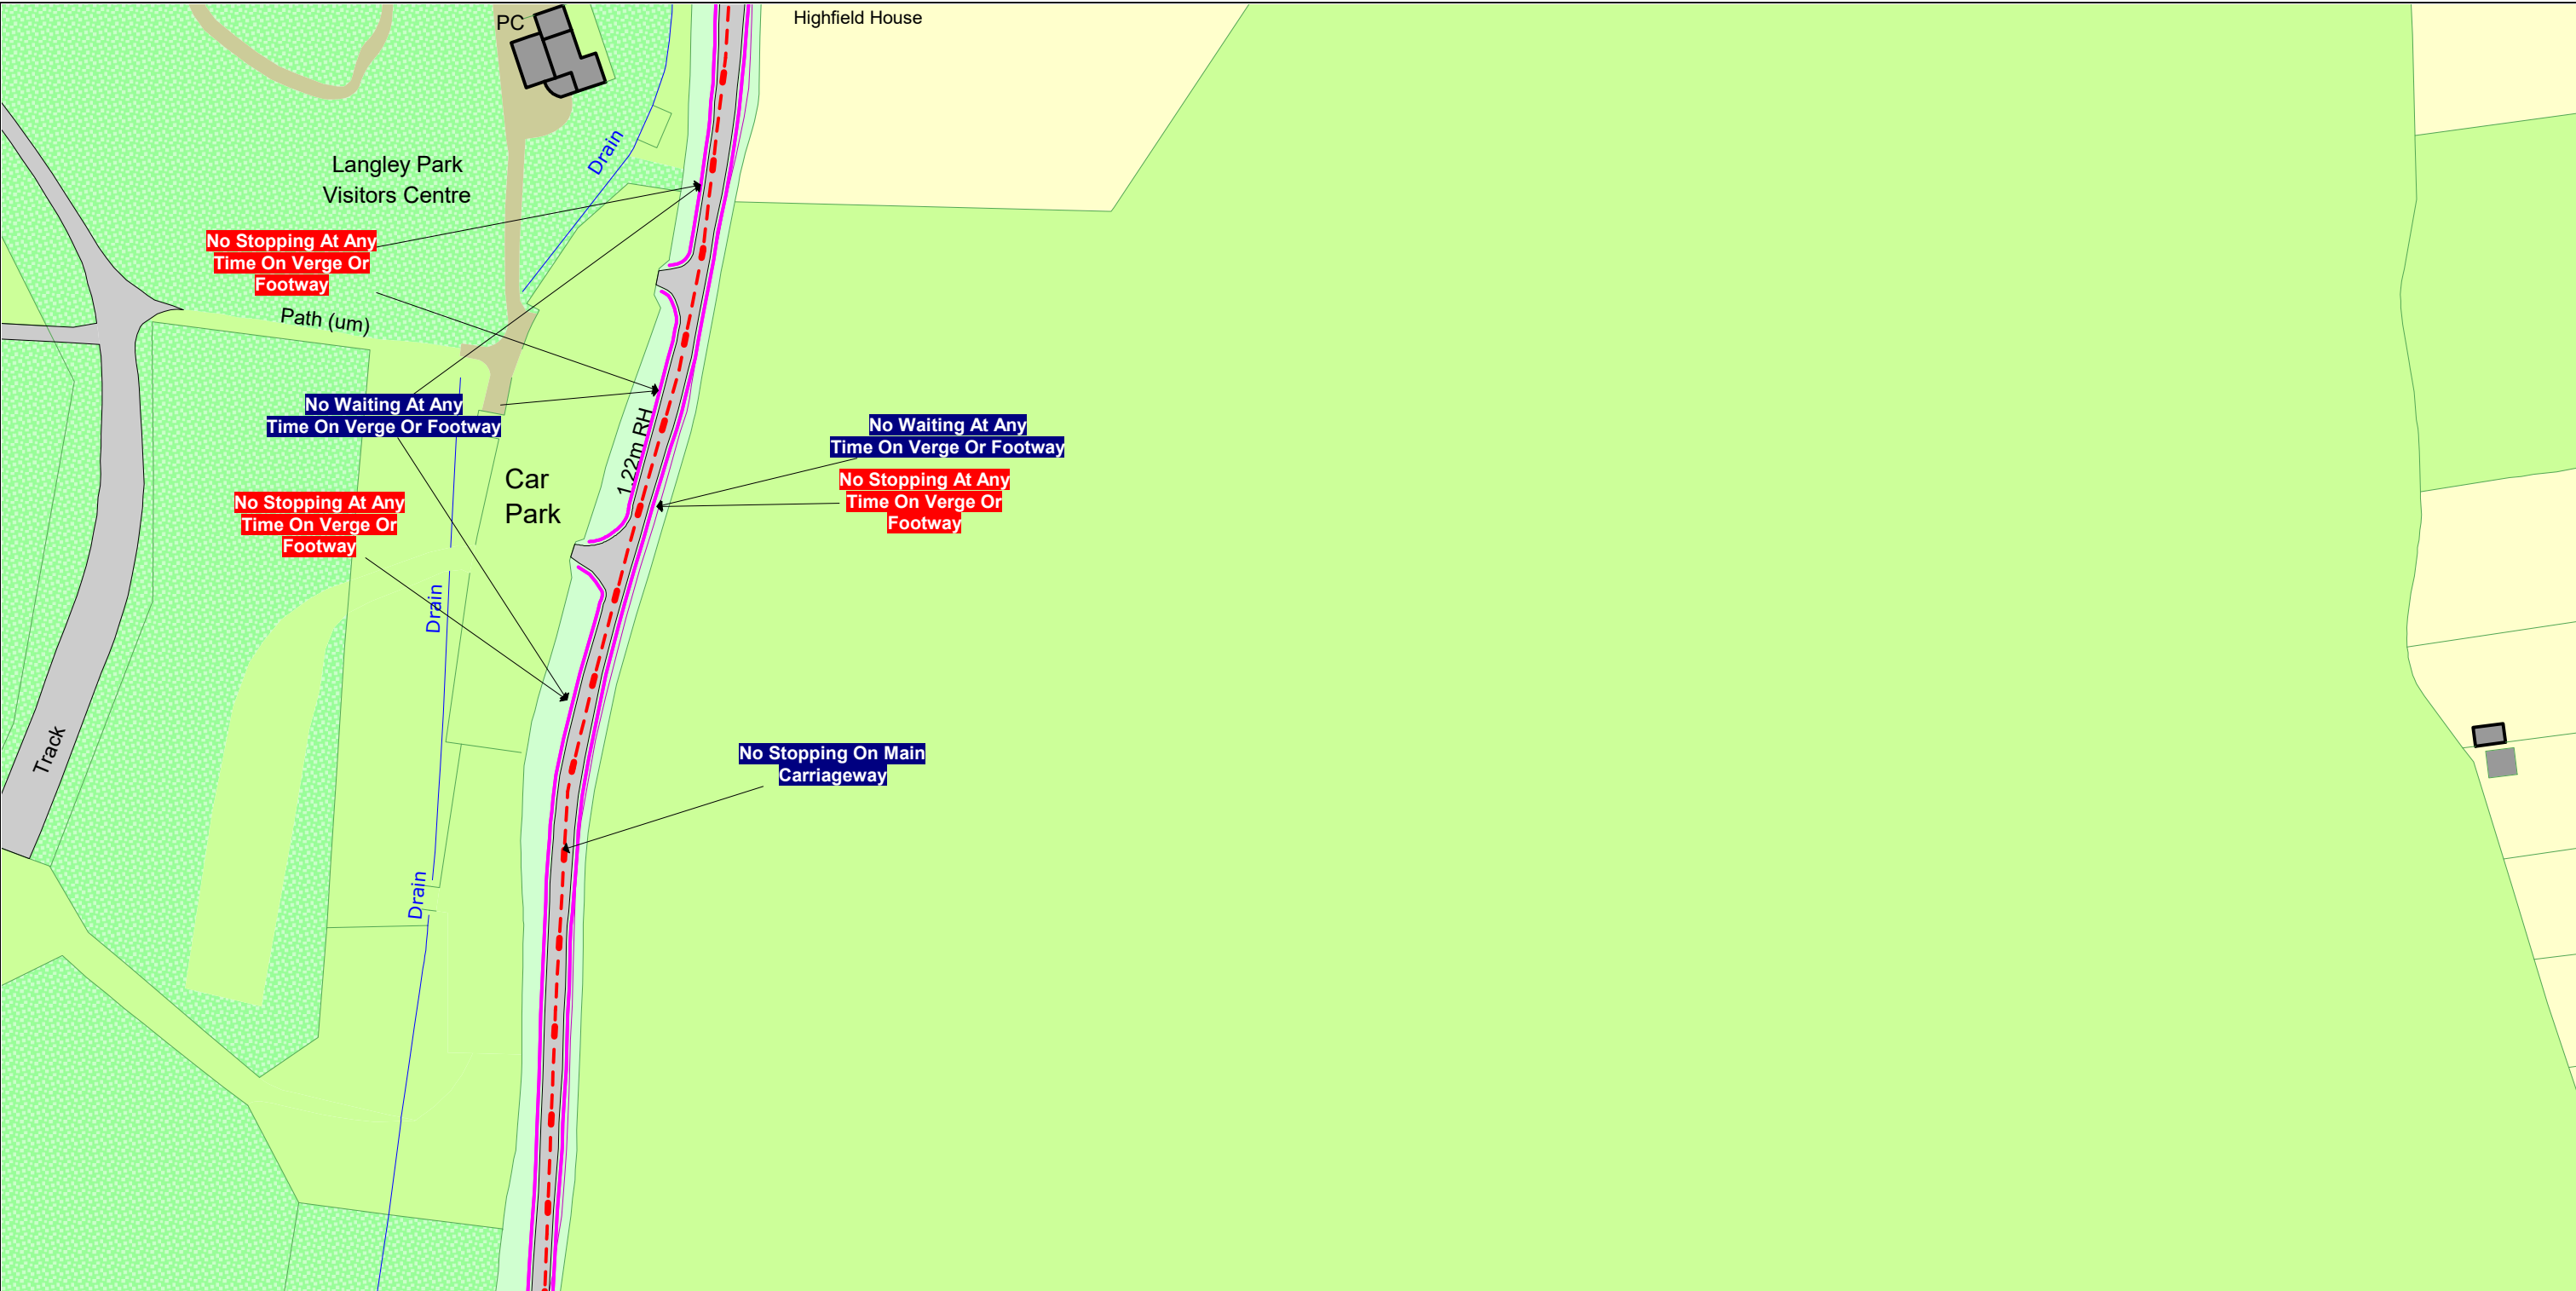 PC
Highfield House
Drain
Langley Park
Visitors Centre
No Stopping At Any
Time On Verge Or
Footway
Path (um)
No Waiting At Any
Time On Verge Or Footway
1.22m RH
No Waiting At Any
Time On Verge Or Footway
Car
Park
No Stopping At Any
Time On Verge Or
Footway
No Stopping At Any
Time On Verge Or
Footway
Drain
Track
No Stopping On Main
Carriageway
Drain